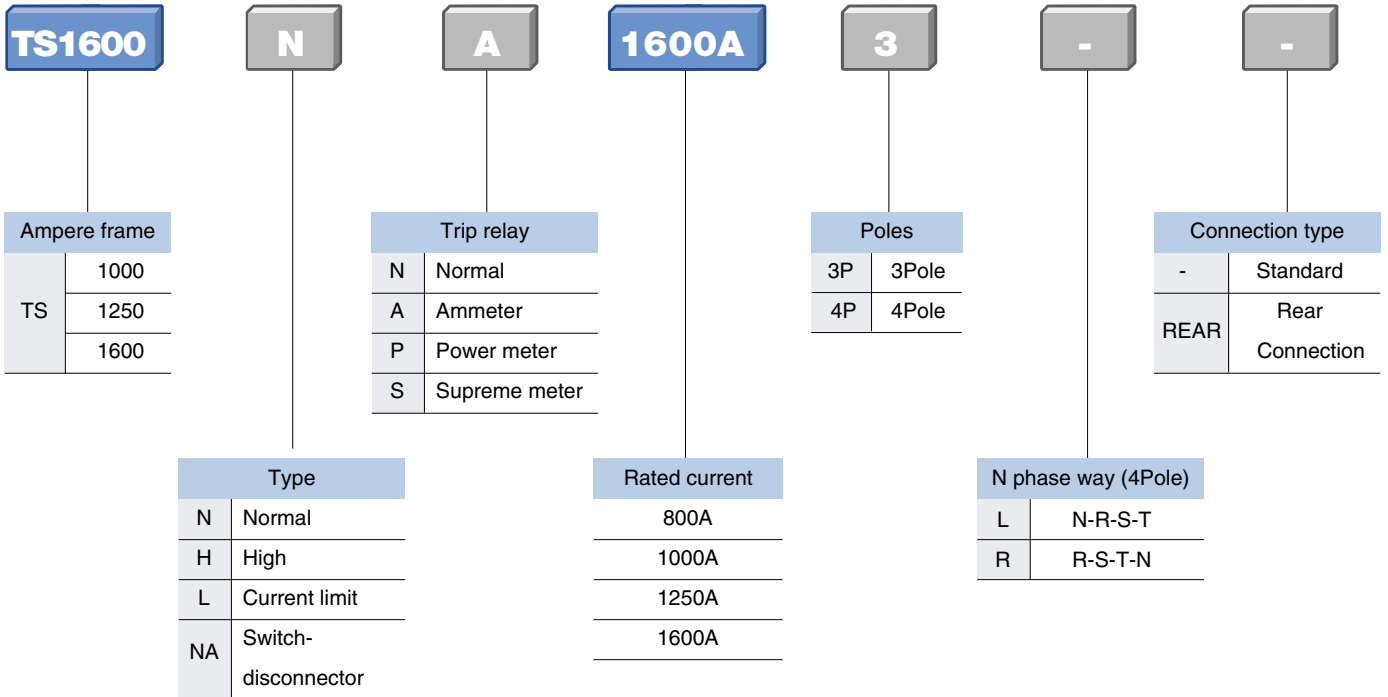 TS1600 N A 1600A 3 - -
Ampere frame
TS
1000
1250
1600
Trip relay
N Normal
A Ammeter
P Power meter
S Supreme meter
Poles
3P 3Pole
4P 4Pole
Connection type
- Standard
REAR
Rear
Connection
Type
N Normal
H High
L Current limit
NA
Switch-
disconnector
Rated current
800A
1000A
1250A
1600A
N phase way (4Pole)
L N-R-S-T
R R-S-T-N